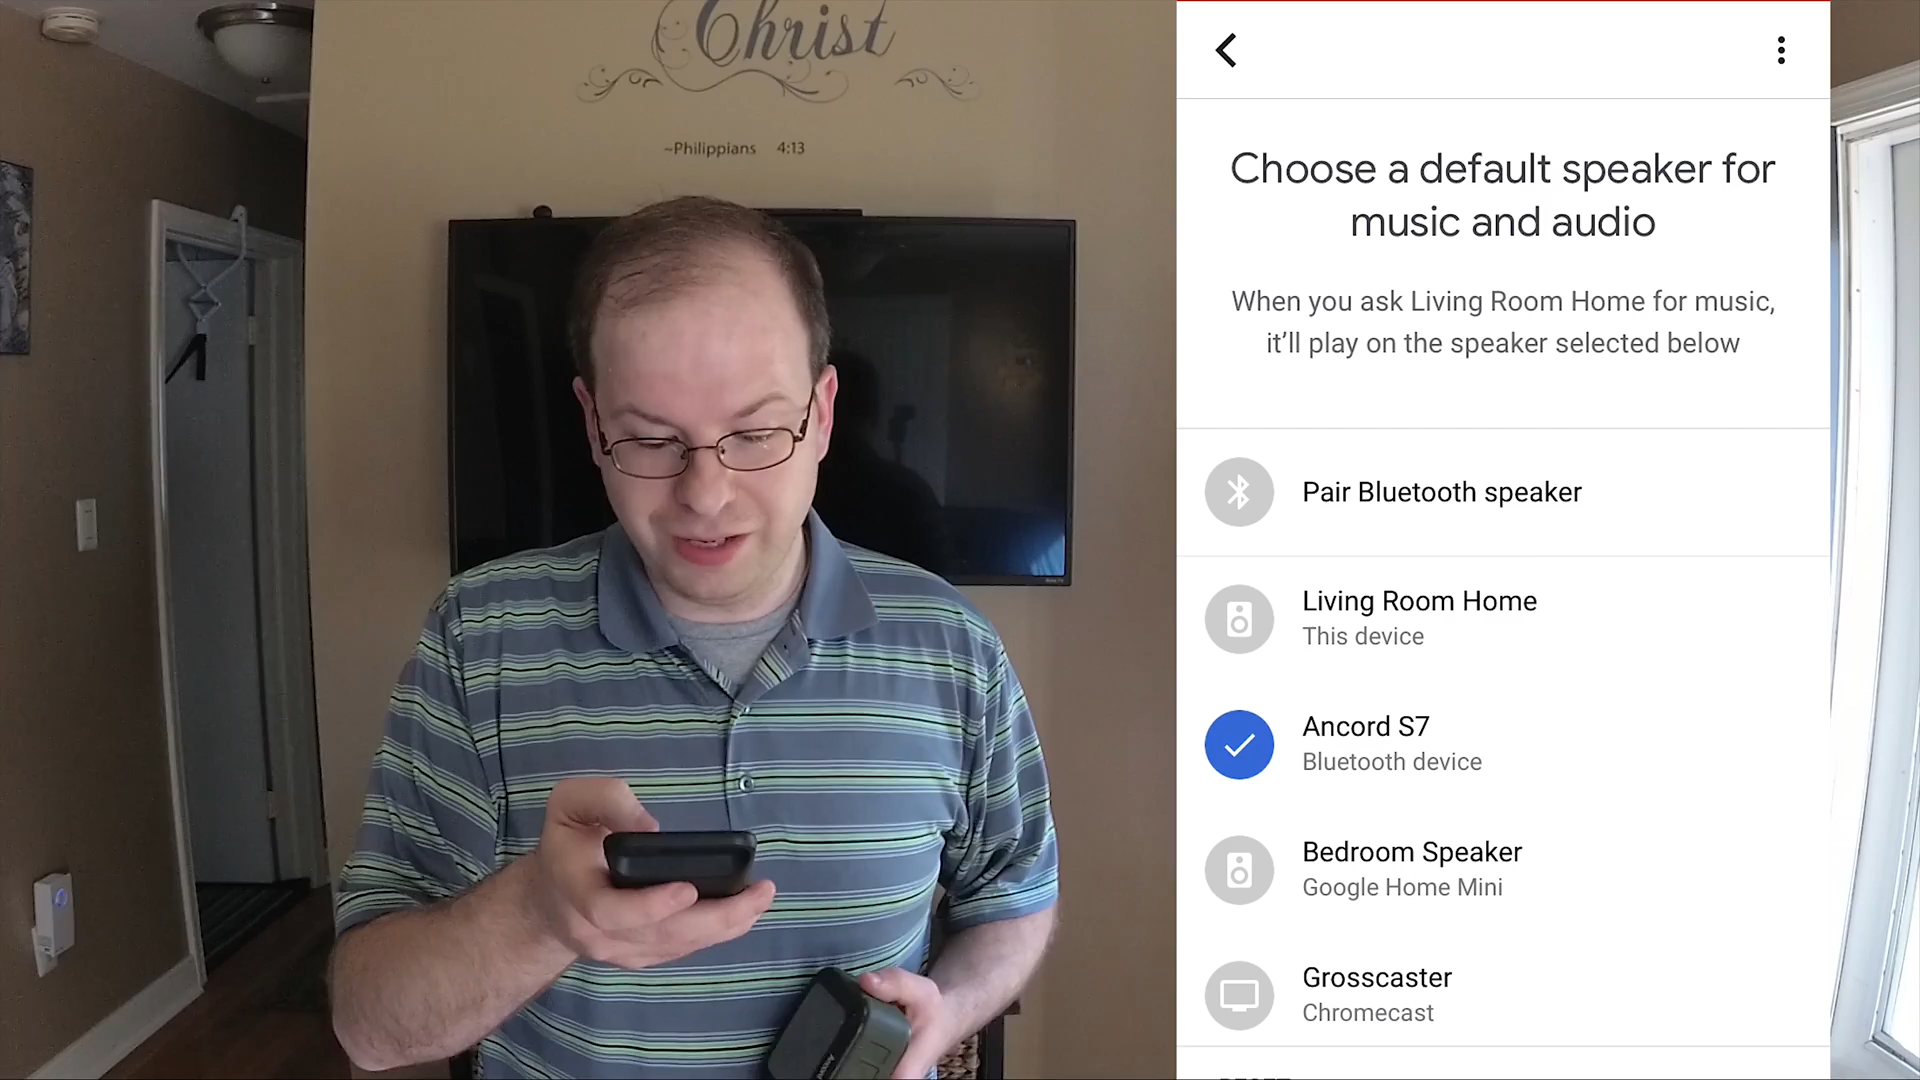 Christ
~Philippians 4:13
Choose a default speaker for
music and audio
When you ask Living Room Home for music,
it'll play on the speaker selected below
Pair Bluetooth speaker
Living Room Home
This device
Ancord S7
Bluetooth device
Bedroom Speaker
Google Home Mini
Grosscaster
Chromecast